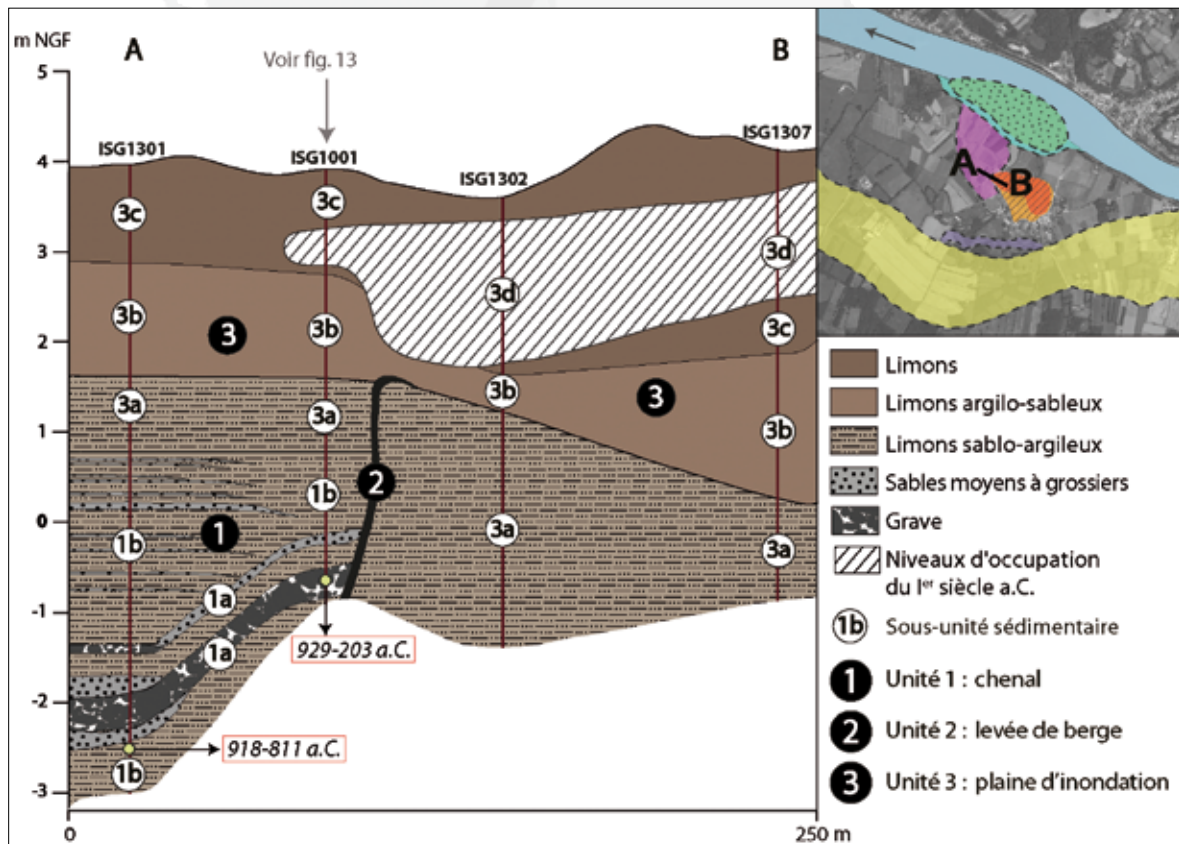 m NGF
A
Voir fig. 13
B
5
4
3
2
1
0
-1
-2
-3
ISG1301
ISG1001
ISG1302
ISG1307
3c
3c
3d
3d
3b
3b
3
3c
3b
3
3a
3a
3b
1b
2
1
1b
3a
3a
1a
1a
929-203 a.C.
918-811 a.C.
1b
0
250 m
A
B
Limons
Limons argilo-sableux
Limons sablo-argileux
Sables moyens à grossiers
Grave
Niveaux d'occupation
du Ier siècle a.C.
1b Sous-unité sédimentaire
1 Unité 1 : chenal
2 Unité 2 : levée de berge
3 Unité 3 : plaine d'inondation